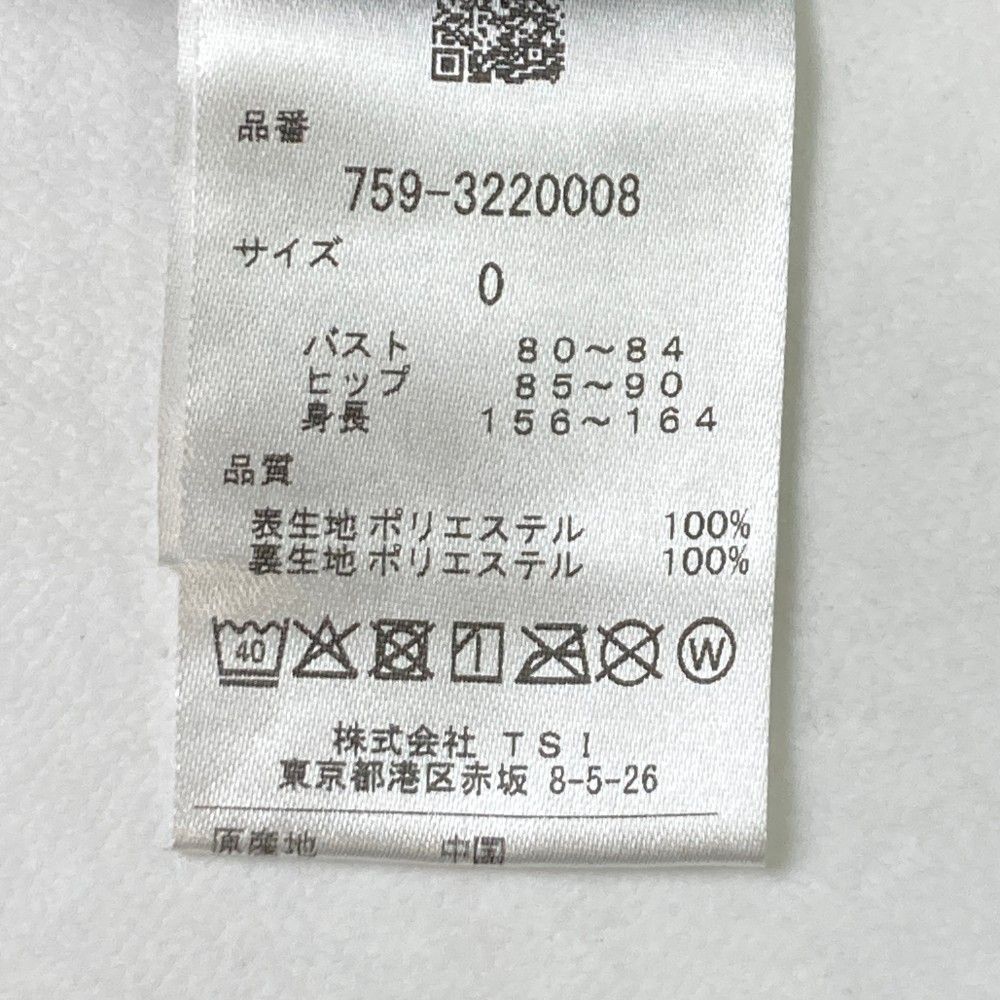 品番
759-3220008
サイズ
0
バスト 80～84
ヒップ 85～90
身長 156～164
品質
表生地 ポリエステル 100%
裏生地 ポリエステル 100%
40 W
株式会社 TSI
東京都港区赤坂 8-5-26
原産地 中国